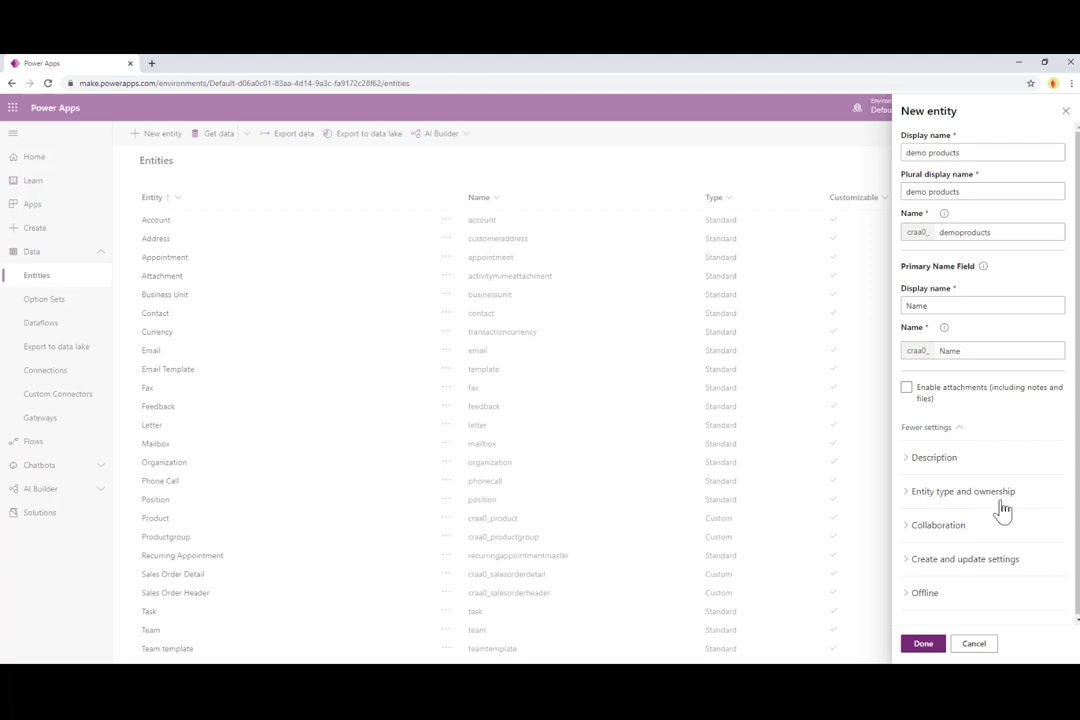 Power Apps
make.powerapps.com/environments/Default-d06a0c01-83aa-4d14-9a3c-fa9172c28f62/entities
Power Apps
Environ
Defau
New entity
Get data
Export data
Export to data lake
AI Builder
Home
Learn
Apps
Create
Data
Entities
Option Sets
Dataflows
Export to data lake
Connections
Custom Connectors
Gateways
Flows
Chatbots
AI Builder
Solutions
Entities
Entity Name Type Customizable
Account ··· account Standard
Address ··· customeraddress Standard
Appointment ··· appointment Standard
Attachment ··· activitymimeattachment Standard
Business Unit ··· businessunit Standard
Contact ··· contact Standard
Currency ··· transactioncurrency Standard
Email ··· email Standard
Email Template ··· template Standard
Fax ··· fax Standard
Feedback ··· feedback Standard
Letter ··· letter Standard
Mailbox ··· mailbox Standard
Organization ··· organization Standard
Phone Call ··· phonecall Standard
Position ··· position Standard
Product ··· craa0_product Custom
Productgroup ··· craa0_productgroup Custom
Recurring Appointment ··· recurringappointmentmaster Standard
Sales Order Detail ··· craa0_salesorderdetail Custom
Sales Order Header ··· craa0_salesorderheader Custom
Task ··· task Standard
Team ··· team Standard
Team template ··· teamtemplate Standard
New entity
Display name *
demo products
Plural display name *
demo products
Name *
craa0_ demoproducts
Primary Name Field
Display name *
Name
Name *
craa0_ Name
Enable attachments (including notes and
files)
Fewer settings
Description
Entity type and ownership
Collaboration
Create and update settings
Offline
Done Cancel